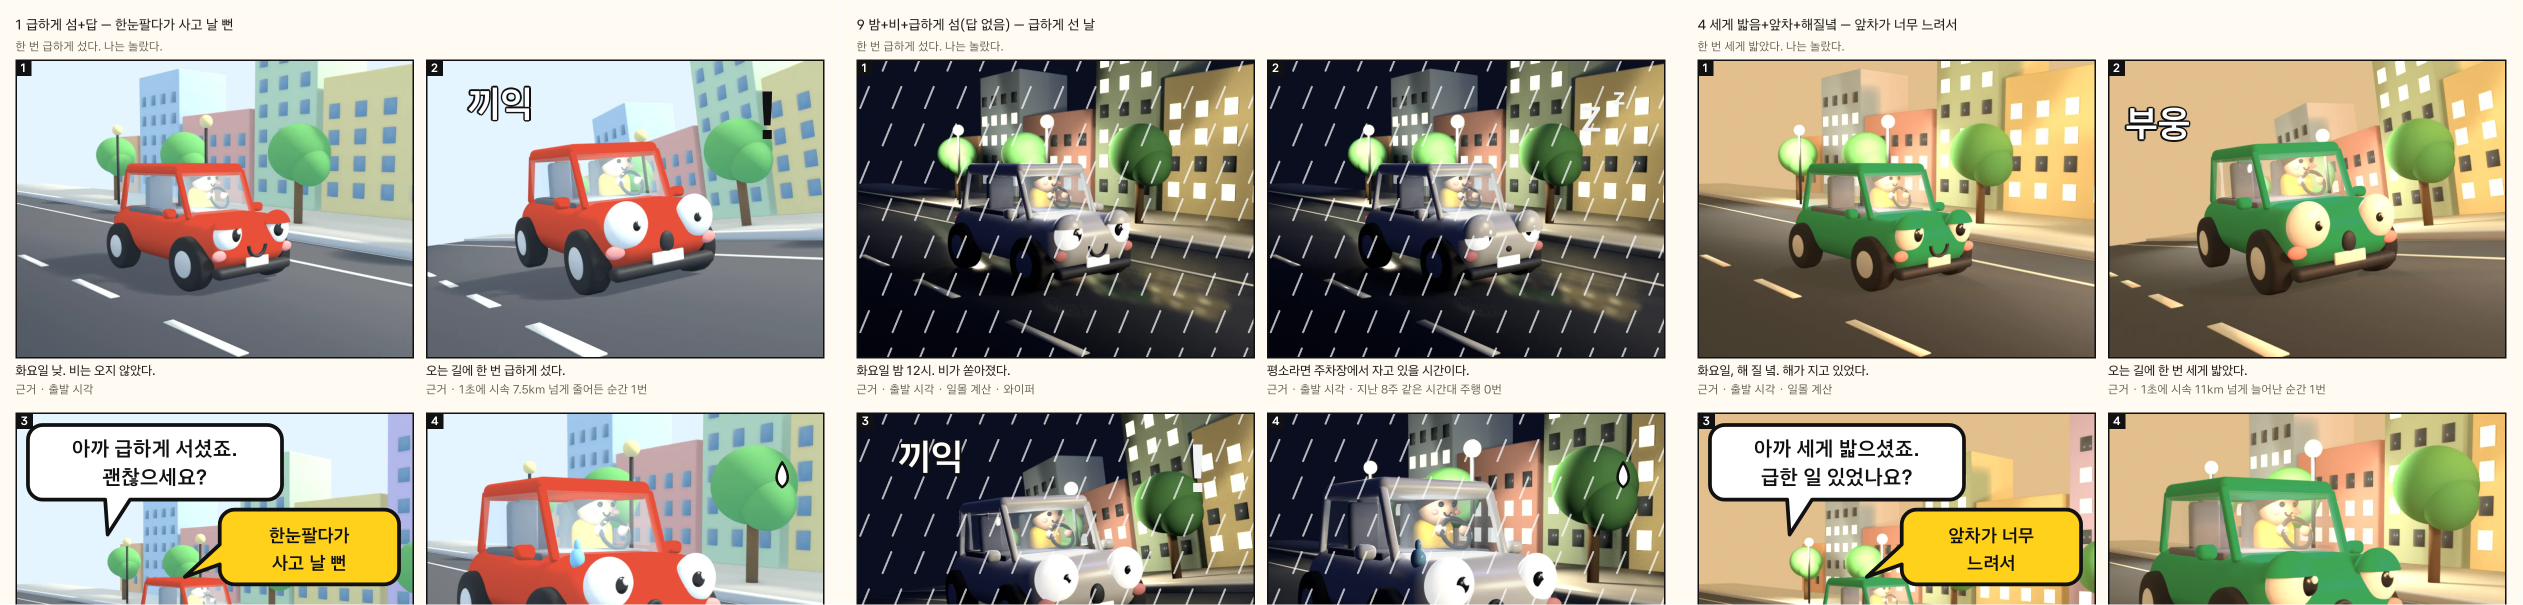 1 급하게 섬+답 — 한눈팔다가 사고 날 뻔
한 번 급하게 섰다. 나는 놀랐다.
1
2
끼익
!
화요일 낮. 비는 오지 않았다.
근거 · 출발 시각
오는 길에 한 번 급하게 섰다.
근거 · 1초에 시속 7.5km 넘게 줄어든 순간 1번
3
아까 급하게 서셨죠.
괜찮으세요?
한눈팔다가
사고 날 뻔
4
9 밤+비+급하게 섬(답 없음) — 급하게 선 날
한 번 급하게 섰다. 나는 놀랐다.
1
2
z
z
화요일 밤 12시. 비가 쏟아졌다.
근거 · 출발 시각 · 일몰 계산 · 와이퍼
평소라면 주차장에서 자고 있을 시간이다.
근거 · 출발 시각 · 지난 8주 같은 시간대 주행 0번
3
끼익
!
4
4 세게 밟음+앞차+해질녘 — 앞차가 너무 느려서
한 번 세게 밟았다. 나는 놀랐다.
1
2
부웅
화요일, 해 질 녘. 해가 지고 있었다.
근거 · 출발 시각 · 일몰 계산
오는 길에 한 번 세게 밟았다.
근거 · 1초에 시속 11km 넘게 늘어난 순간 1번
3
아까 세게 밟으셨죠.
급한 일 있었나요?
앞차가 너무
느려서
4